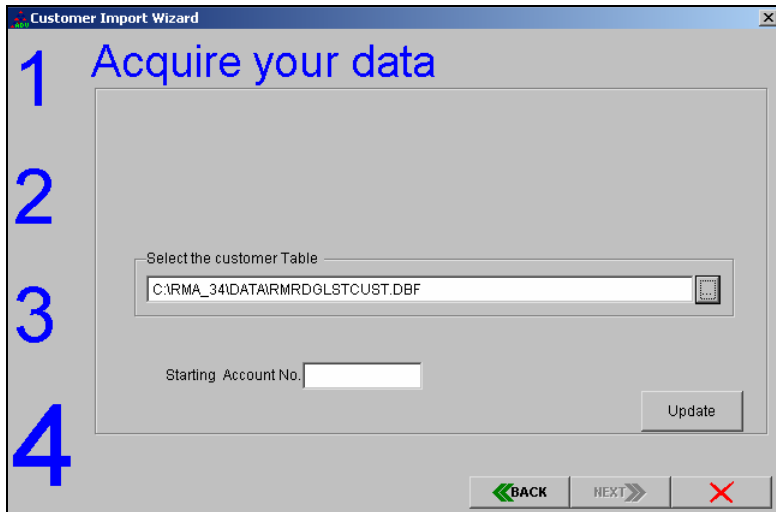 Customer Import Wizard
1
Acquire your data
2
Select the customer Table
C:\RMA_34\DATA\RMRDGLSTCUST.DBF
...
3
Starting Account No.
Update
4
BACK
NEXT